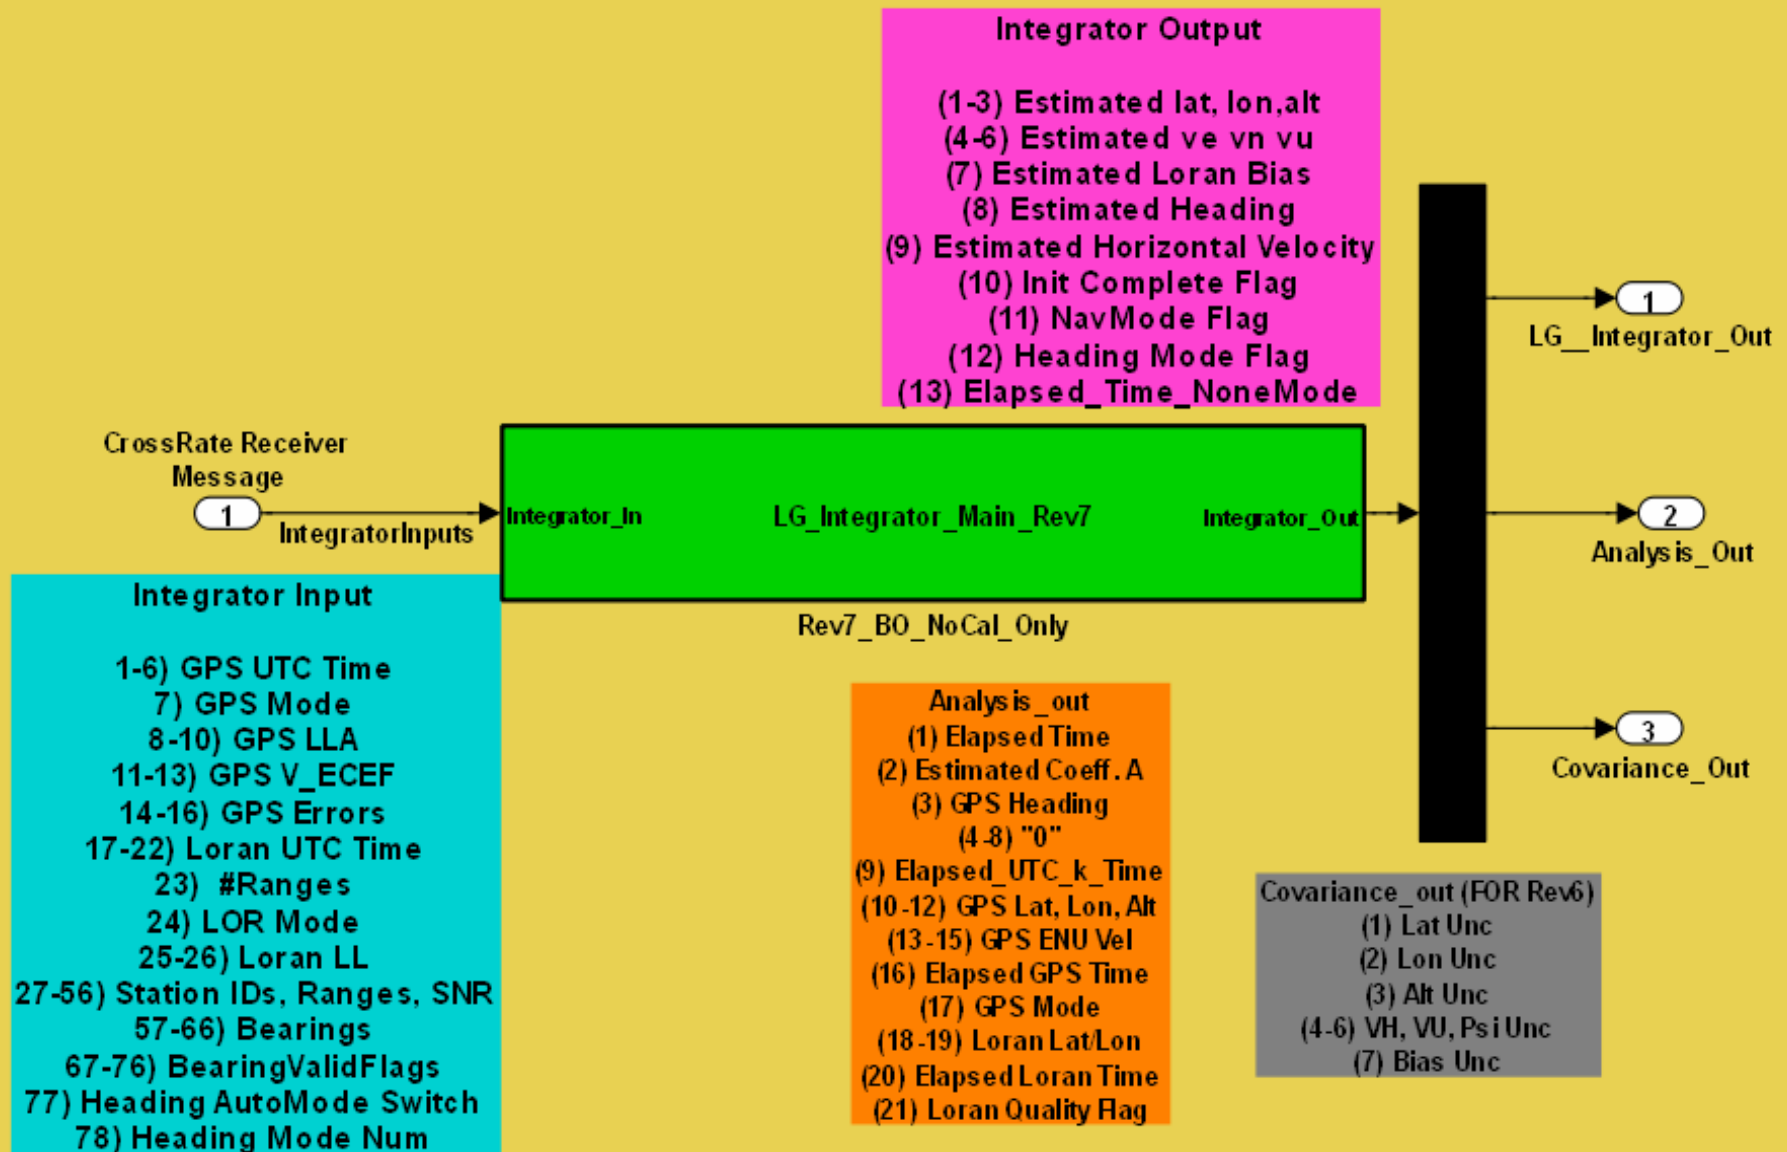 Integrator Output
(1-3) Estimated lat, lon,alt
(4-6) Estimated ve vn vu
(7) Estimated Loran Bias
(8) Estimated Heading
(9) Estimated Horizontal Velocity
(10) Init Complete Flag
(11) NavMode Flag
(12) Heading Mode Flag
(13) Elapsed_Time_NoneMode
CrossRate Receiver
Message
1
IntegratorInputs
Integrator_In
LG_Integrator_Main_Rev7
Integrator_Out
Rev7_BO_NoCal_Only
1
LG__Integrator_Out
2
Analysis_Out
3
Covariance_Out
Integrator Input
1-6) GPS UTC Time
7) GPS Mode
8-10) GPS LLA
11-13) GPS V_ECEF
14-16) GPS Errors
17-22) Loran UTC Time
23) #Ranges
24) LOR Mode
25-26) Loran LL
27-56) Station IDs, Ranges, SNR
57-66) Bearings
67-76) BearingValidFlags
77) Heading AutoMode Switch
78) Heading Mode Num
Analysis_out
(1) Elapsed Time
(2) Estimated Coeff. A
(3) GPS Heading
(4-8) "0"
(9) Elapsed_UTC_k_Time
(10-12) GPS Lat, Lon, Alt
(13-15) GPS ENU Vel
(16) Elapsed GPS Time
(17) GPS Mode
(18-19) Loran Lat/Lon
(20) Elapsed Loran Time
(21) Loran Quality Flag
Covariance_out (FOR Rev6)
(1) Lat Unc
(2) Lon Unc
(3) Alt Unc
(4-6) VH, VU, Psi Unc
(7) Bias Unc